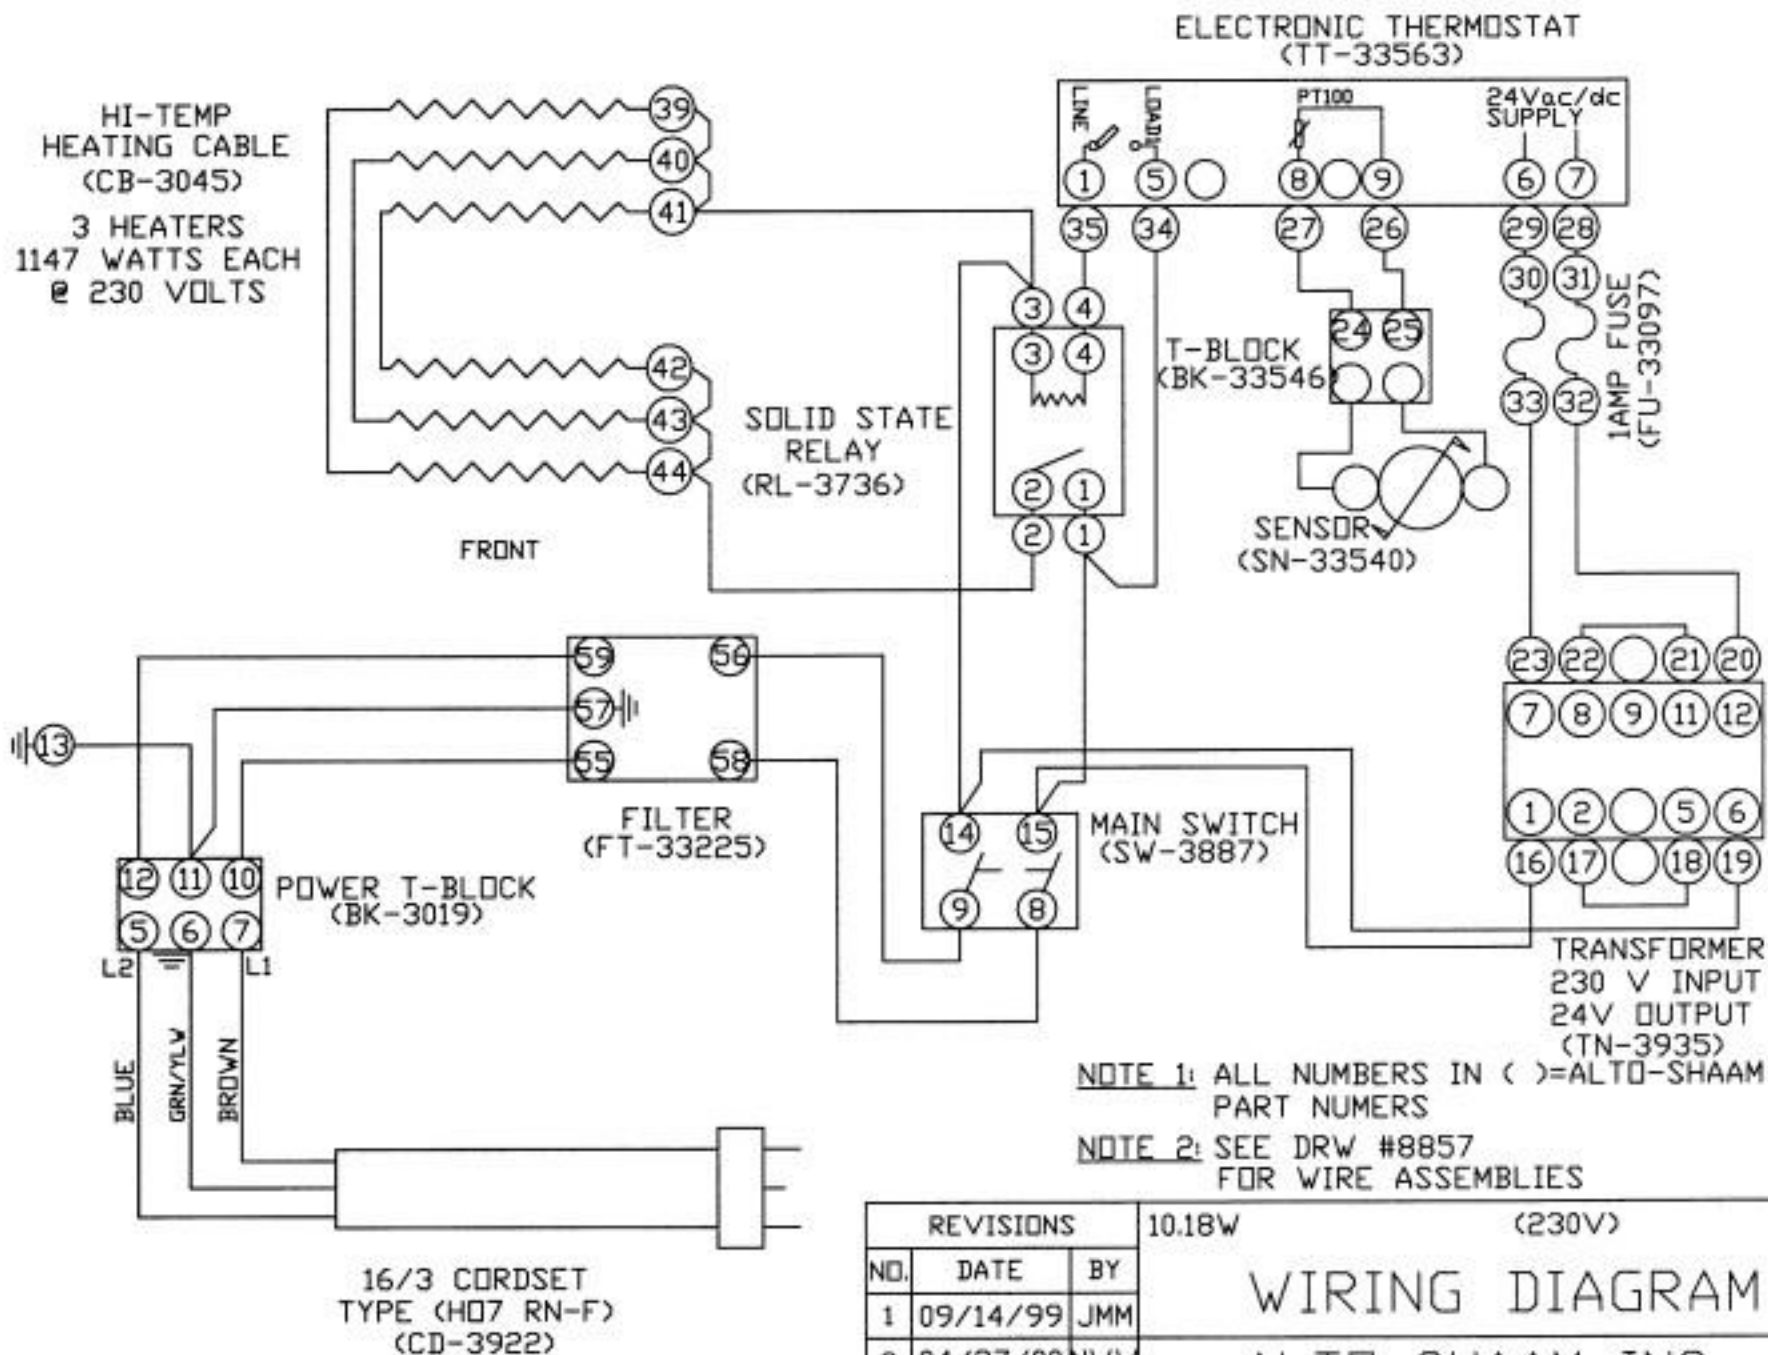 ELECTRONIC THERMOSTAT
(TT-33563)
LINE
LOAD
PT100
24Vac/dc
SUPPLY
1 5 8 9 6 7
35 34 27 26 29 28
30 31
HI-TEMP
HEATING CABLE
(CB-3045)
3 HEATERS
1147 WATTS EACH
@ 230 VOLTS
39
40
41
42
43
44
FRONT
3 4
3 4
SOLID STATE
RELAY
(RL-3736)
2 1
2 1
T-BLOCK
(BK-33546
24 25
SENSOR
(SN-33540)
33 32
1AMP FUSE
(FU-33097)
23 22 21 20
7 8 9 11 12
1 2 5 6
16 17 18 19
TRANSFORMER
230 V INPUT
24V OUTPUT
(TN-3935)
59 56
57
55 58
FILTER
(FT-33225)
13
12 11 10
5 6 7
POWER T-BLOCK
(BK-3019)
L2 L1
BLUE
GRN/YLW
BROWN
14 15
9 8
MAIN SWITCH
(SW-3887)
NOTE 1: ALL NUMBERS IN ( )=ALTO-SHAAM
PART NUMERS
NOTE 2: SEE DRW #8857
FOR WIRE ASSEMBLIES
16/3 CORDSET
TYPE (H07 RN-F)
(CD-3922)
REVISIONS
NO. DATE BY
1 09/14/99 JMM
10.18W (230V)
WIRING DIAGRAM